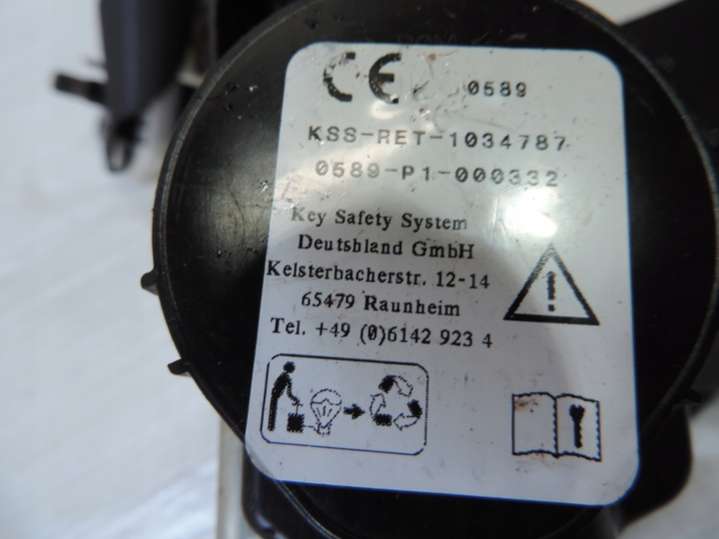 CE 0589
KSS-RET-1034787
0589-P1-000332
Key Safety System
Deutshland GmbH
Kelsterbacherstr. 12-14
65479 Raunheim
Tel. +49 (0)6142 923 4